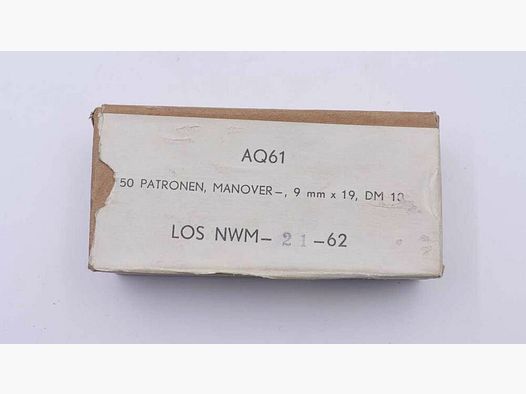 AQ61
50 PATRONEN, MANOVER–, 9 mm x 19, DM
LOS NWM– 21 –62